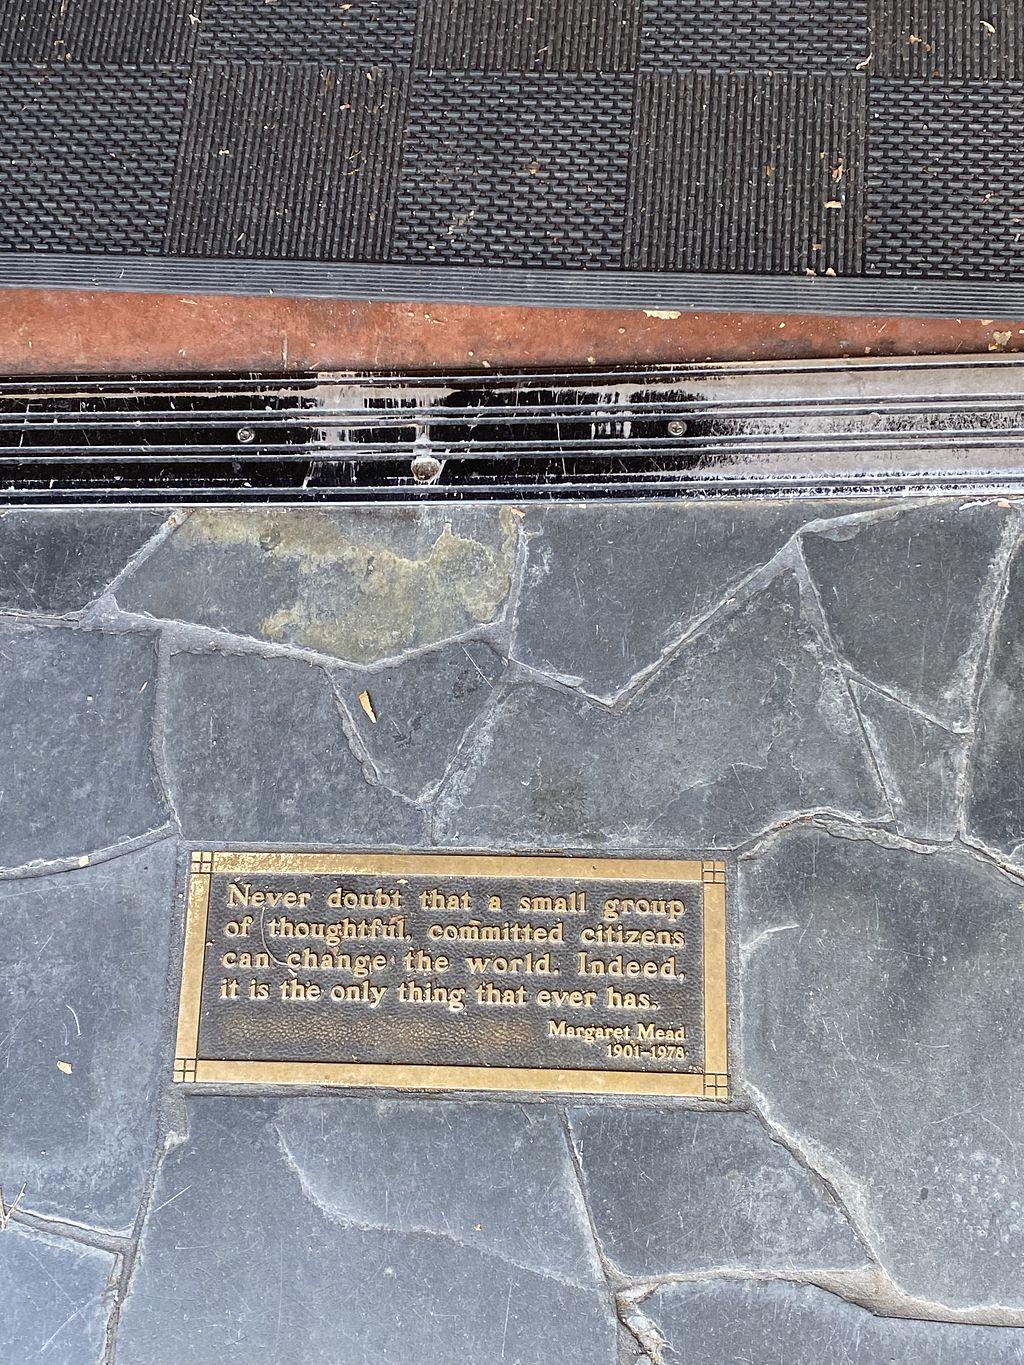 Never doubt that a small group
of thoughtful, committed citizens
can change the world. Indeed,
it is the only thing that ever has.
Margaret Mead
1901-1978